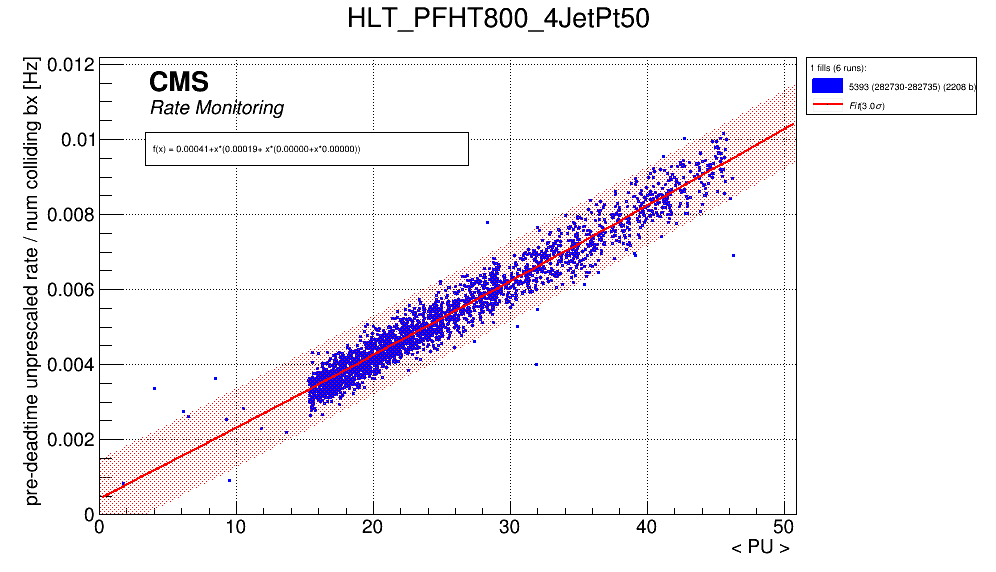 HLT_PFHT800_4JetPt50
pre-deadtime unprescaled rate / num colliding bx [Hz]
0.012
0.01
0.008
0.006
0.004
0.002
0
CMS
Rate Monitoring
f(x) = 0.00041+x*(0.00019+ x*(0.00000+x*0.00000))
1 fills (6 runs):
5393 (282730-282735) (2208 b)
Fit(3.0σ)
0 10 20 30 40 50
< PU >